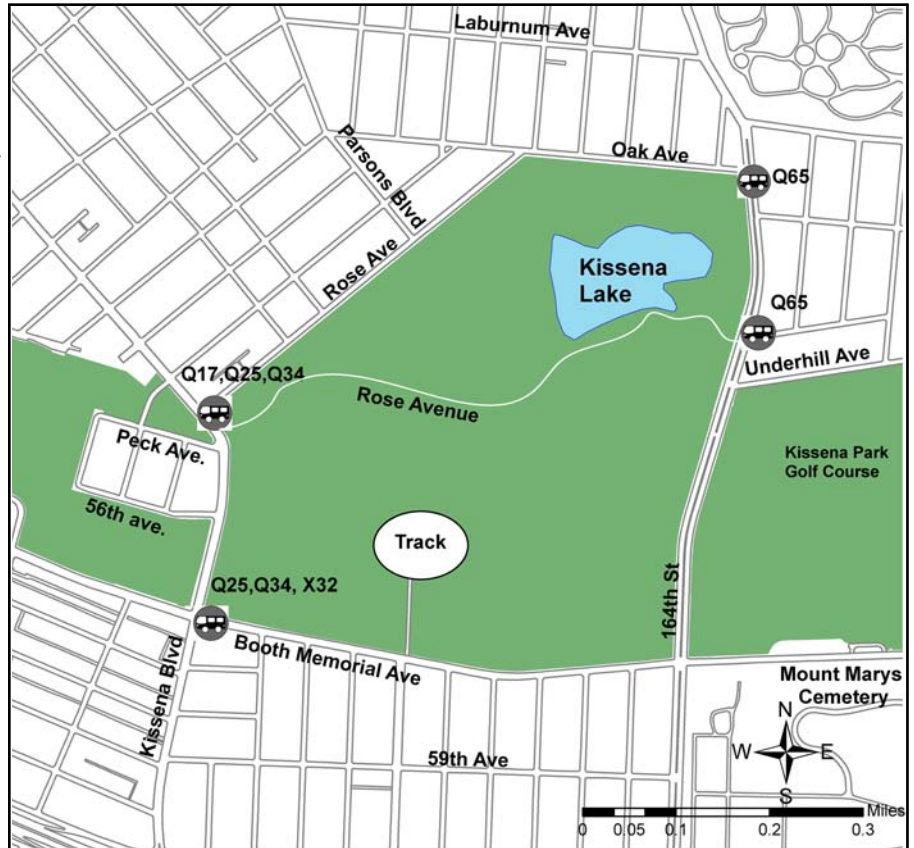 Laburnum Ave
Parsons Blvd
Oak Ave
Q65
Rose Ave
Kissena
Lake
Q65
Underhill Ave
Q17,Q25,Q34
Rose Avenue
Peck Ave.
Kissena Park
Golf Course
56th ave.
Track
164th St
Q25,Q34, X32
Booth Memorial Ave
Kissena Blvd
Mount Marys
Cemetery
59th Ave
N
W E
S
Miles
0 0.05 0.1 0.2 0.3